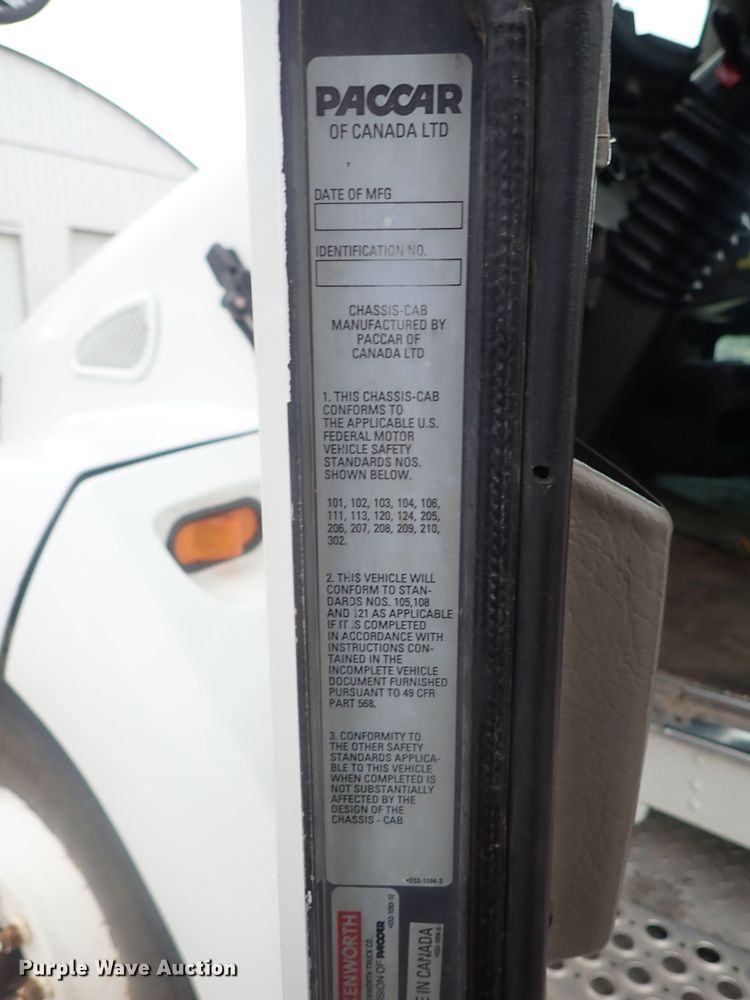 PACCAR
OF CANADA LTD
DATE OF MFG
IDENTIFICATION NO.
CHASSIS-CAB
MANUFACTURED BY
PACCAR OF
CANADA LTD
1. THIS CHASSIS-CAB
CONFORMS TO
THE APPLICABLE U.S.
FEDERAL MOTOR
VEHICLE SAFETY
STANDARDS NOS.
SHOWN BELOW.
101, 102, 103, 104, 106,
111, 113, 120, 124, 205,
206, 207, 208, 209, 210,
302.
2. THIS VEHICLE WILL
CONFORM TO STAN-
DARDS NOS. 105,108
AND 121 AS APPLICABLE
IF IT IS COMPLETED
IN ACCORDANCE WITH
INSTRUCTIONS CON-
TAINED IN THE
INCOMPLETE VEHICLE
DOCUMENT FURNISHED
PURSUANT TO 49 CFR
PART 568.
3. CONFORMITY TO
THE OTHER SAFETY
STANDARDS APPLICA-
BLE TO THIS VEHICLE
WHEN COMPLETED IS
NOT SUBSTANTIALLY
AFFECTED BY THE
DESIGN OF THE
CHASSIS - CAB
KENWORTH
TRUCK CO.
OF PACCAR
IN CANADA
Purple Wave Auction